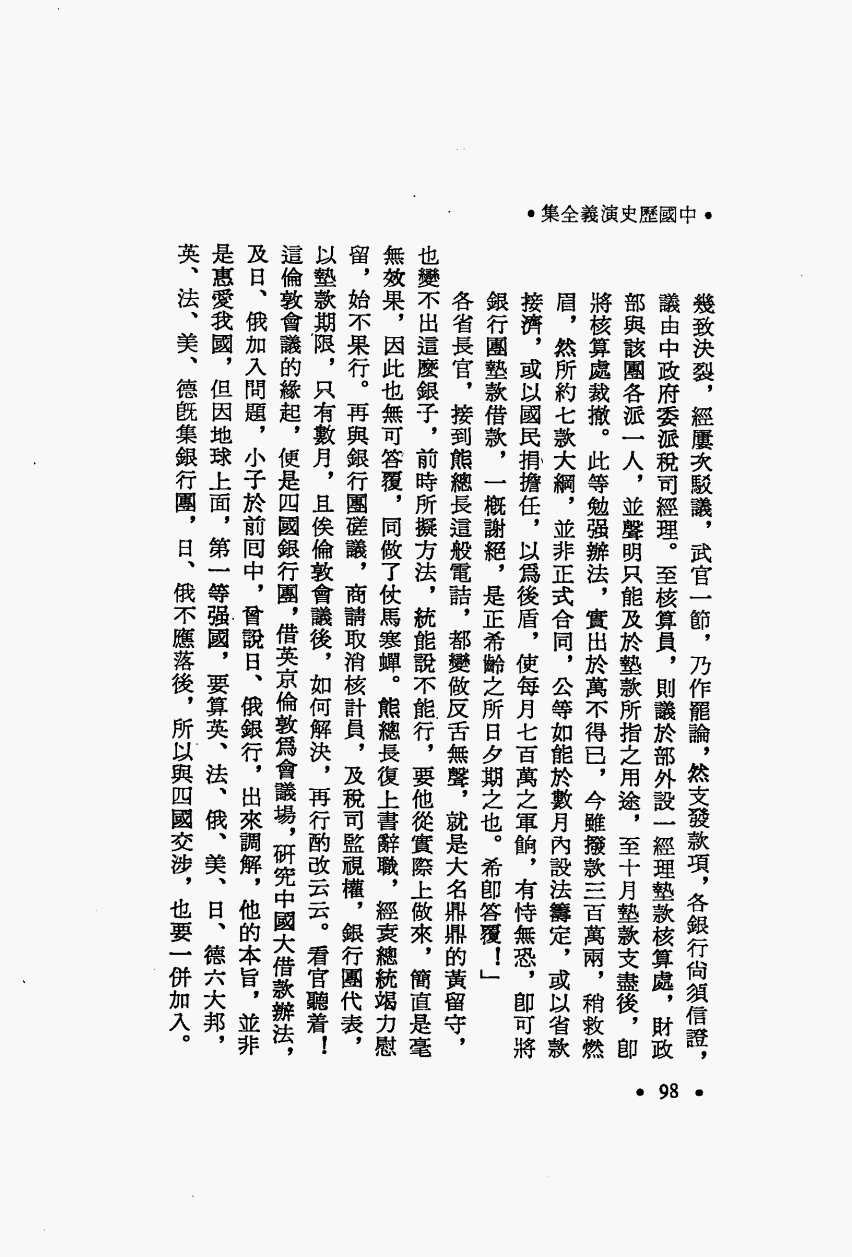 •中國歷史演義全集•
幾致決裂，經屢次駁議，武官一節，乃作罷論，然支發款項，各銀行尙須信證，
議由中政府委派稅司經理。至核算員，則議於部外設一經理墊款核算處，財政
部與該團各派一人，並聲明只能及於墊款所指之用途，至十月墊款支盡後，卽
將核算處裁撤。此等勉强辦法，實出於萬不得已，今雖撥款三百萬兩，稍救燃
眉，然所約七款大綱，並非正式合同，公等如能於數月內設法籌定，或以省款
接濟，或以國民捐擔任，以爲後盾，使每月七百萬之軍餉，有恃無恐，卽可將
銀行團墊款借款，一概謝絕，是正希齡之所日夕期之也。希卽答覆！」
各省長官，接到熊總長這般電詰，都變做反舌無聲，就是大名鼎鼎的黃留守，
也變不出這麼銀子，前時所擬方法，統能說不能行，要他從實際上做來，簡直是毫
無效果，因此也無可答覆，同做了仗馬寒蟬。熊總長復上書辭職，經袁總統竭力慰
留，始不果行。再與銀行團磋議，商請取消核計員，及稅司監視權，銀行團代表，
以墊款期限，只有數月，且俟倫敦會議後，如何解決，再行酌改云云。看官聽着！
這倫敦會議的緣起，便是四國銀行團，借英京倫敦爲會議場，硏究中國大借款辦法，
及日、俄加入問題，小子於前囘中，曾說日、俄銀行，出來調解，他的本旨，並非
是惠愛我國，但因地球上面，第一等强國，要算英、法、俄、美、日、德六大邦，
英、法、美、德旣集銀行團，日、俄不應落後，所以與四國交涉，也要一併加入。
•98•